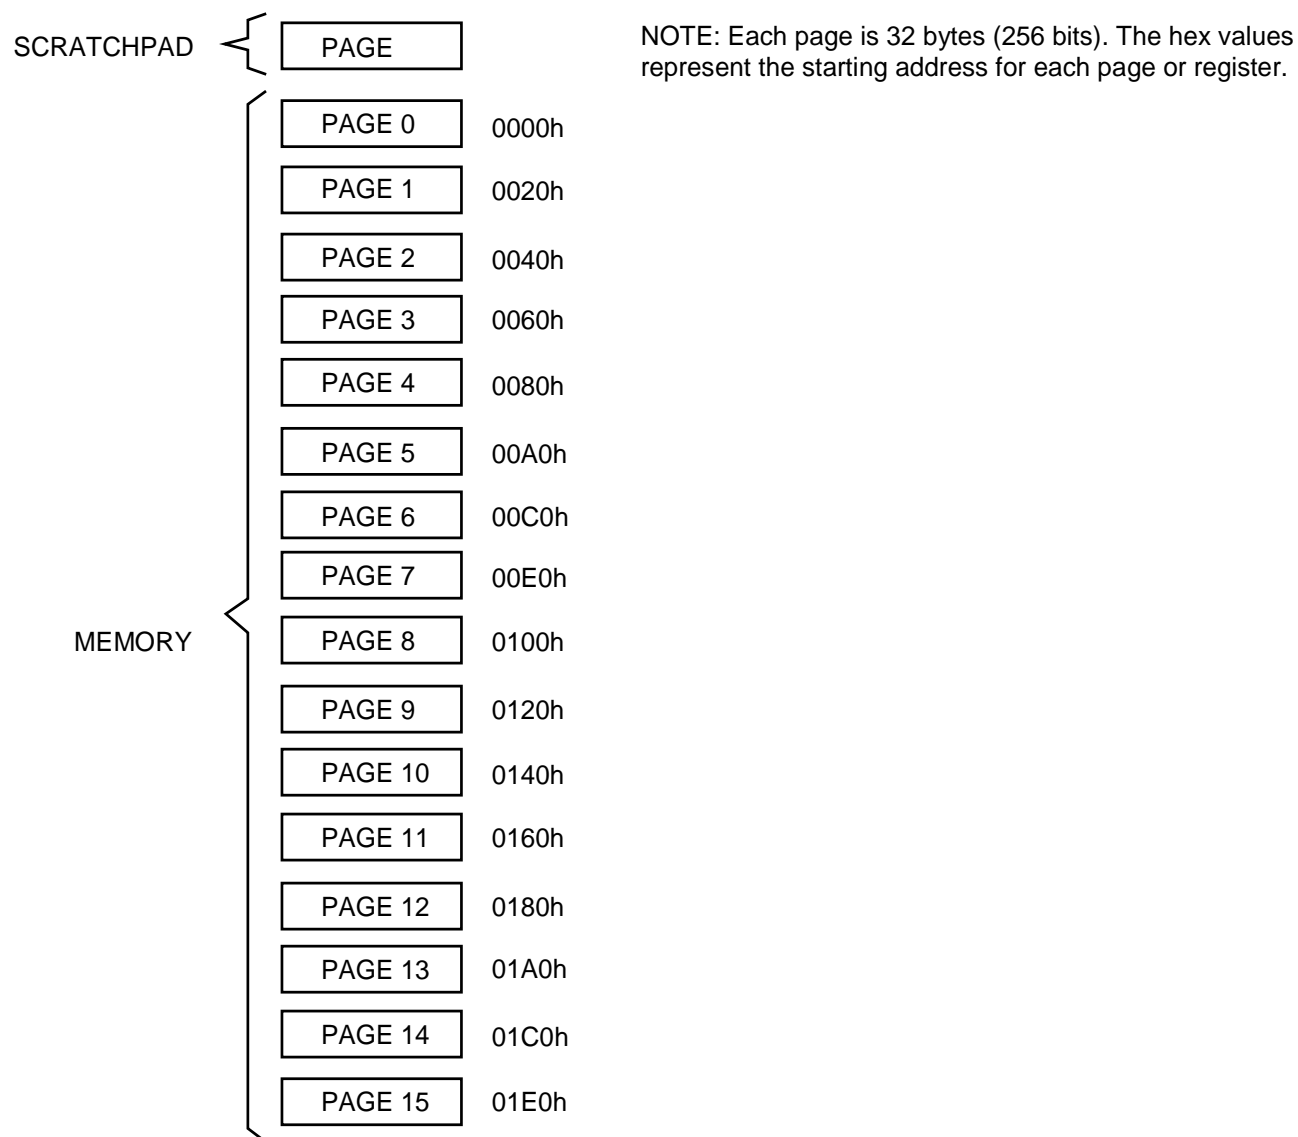 SCRATCHPAD
PAGE
NOTE: Each page is 32 bytes (256 bits). The hex values
represent the starting address for each page or register.
PAGE 0 0000h
PAGE 1 0020h
PAGE 2 0040h
PAGE 3 0060h
PAGE 4 0080h
PAGE 5 00A0h
PAGE 6 00C0h
PAGE 7 00E0h
MEMORY
PAGE 8 0100h
PAGE 9 0120h
PAGE 10 0140h
PAGE 11 0160h
PAGE 12 0180h
PAGE 13 01A0h
PAGE 14 01C0h
PAGE 15 01E0h